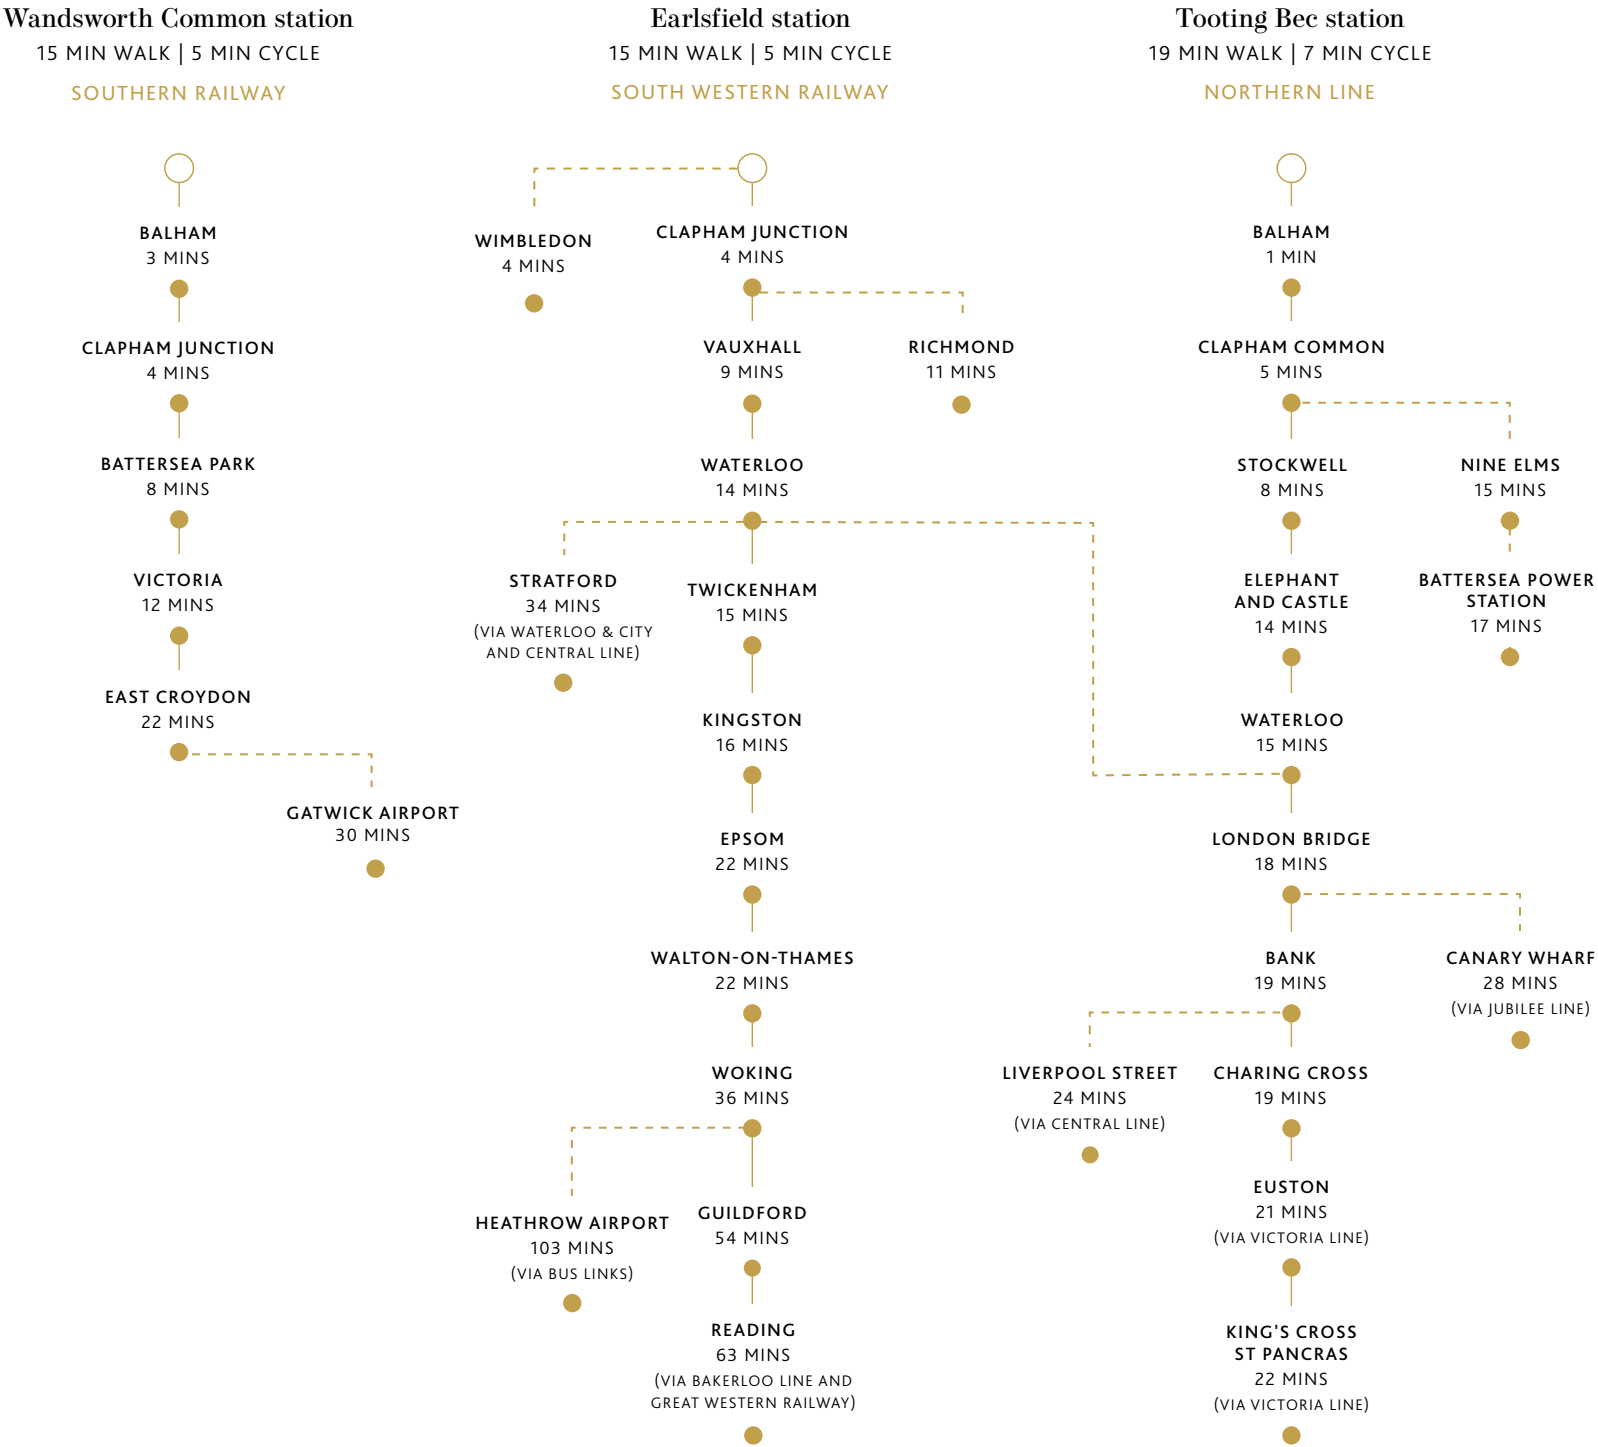 Wandsworth Common station
15 MIN WALK | 5 MIN CYCLE
SOUTHERN RAILWAY
BALHAM
3 MINS
CLAPHAM JUNCTION
4 MINS
BATTERSEA PARK
8 MINS
VICTORIA
12 MINS
EAST CROYDON
22 MINS
GATWICK AIRPORT
30 MINS
Earlsfield station
15 MIN WALK | 5 MIN CYCLE
SOUTH WESTERN RAILWAY
WIMBLEDON
4 MINS
CLAPHAM JUNCTION
4 MINS
VAUXHALL
9 MINS
RICHMOND
11 MINS
WATERLOO
14 MINS
STRATFORD
34 MINS
(VIA WATERLOO & CITY
AND CENTRAL LINE)
TWICKENHAM
15 MINS
KINGSTON
16 MINS
EPSOM
22 MINS
WALTON-ON-THAMES
22 MINS
WOKING
36 MINS
HEATHROW AIRPORT
103 MINS
(VIA BUS LINKS)
GUILDFORD
54 MINS
READING
63 MINS
(VIA BAKERLOO LINE AND
GREAT WESTERN RAILWAY)
Tooting Bec station
19 MIN WALK | 7 MIN CYCLE
NORTHERN LINE
BALHAM
1 MIN
CLAPHAM COMMON
5 MINS
STOCKWELL
8 MINS
NINE ELMS
15 MINS
ELEPHANT
AND CASTLE
14 MINS
BATTERSEA POWER
STATION
17 MINS
WATERLOO
15 MINS
LONDON BRIDGE
18 MINS
BANK
19 MINS
CANARY WHARF
28 MINS
(VIA JUBILEE LINE)
LIVERPOOL STREET
24 MINS
(VIA CENTRAL LINE)
CHARING CROSS
19 MINS
EUSTON
21 MINS
(VIA VICTORIA LINE)
KING'S CROSS
ST PANCRAS
22 MINS
(VIA VICTORIA LINE)